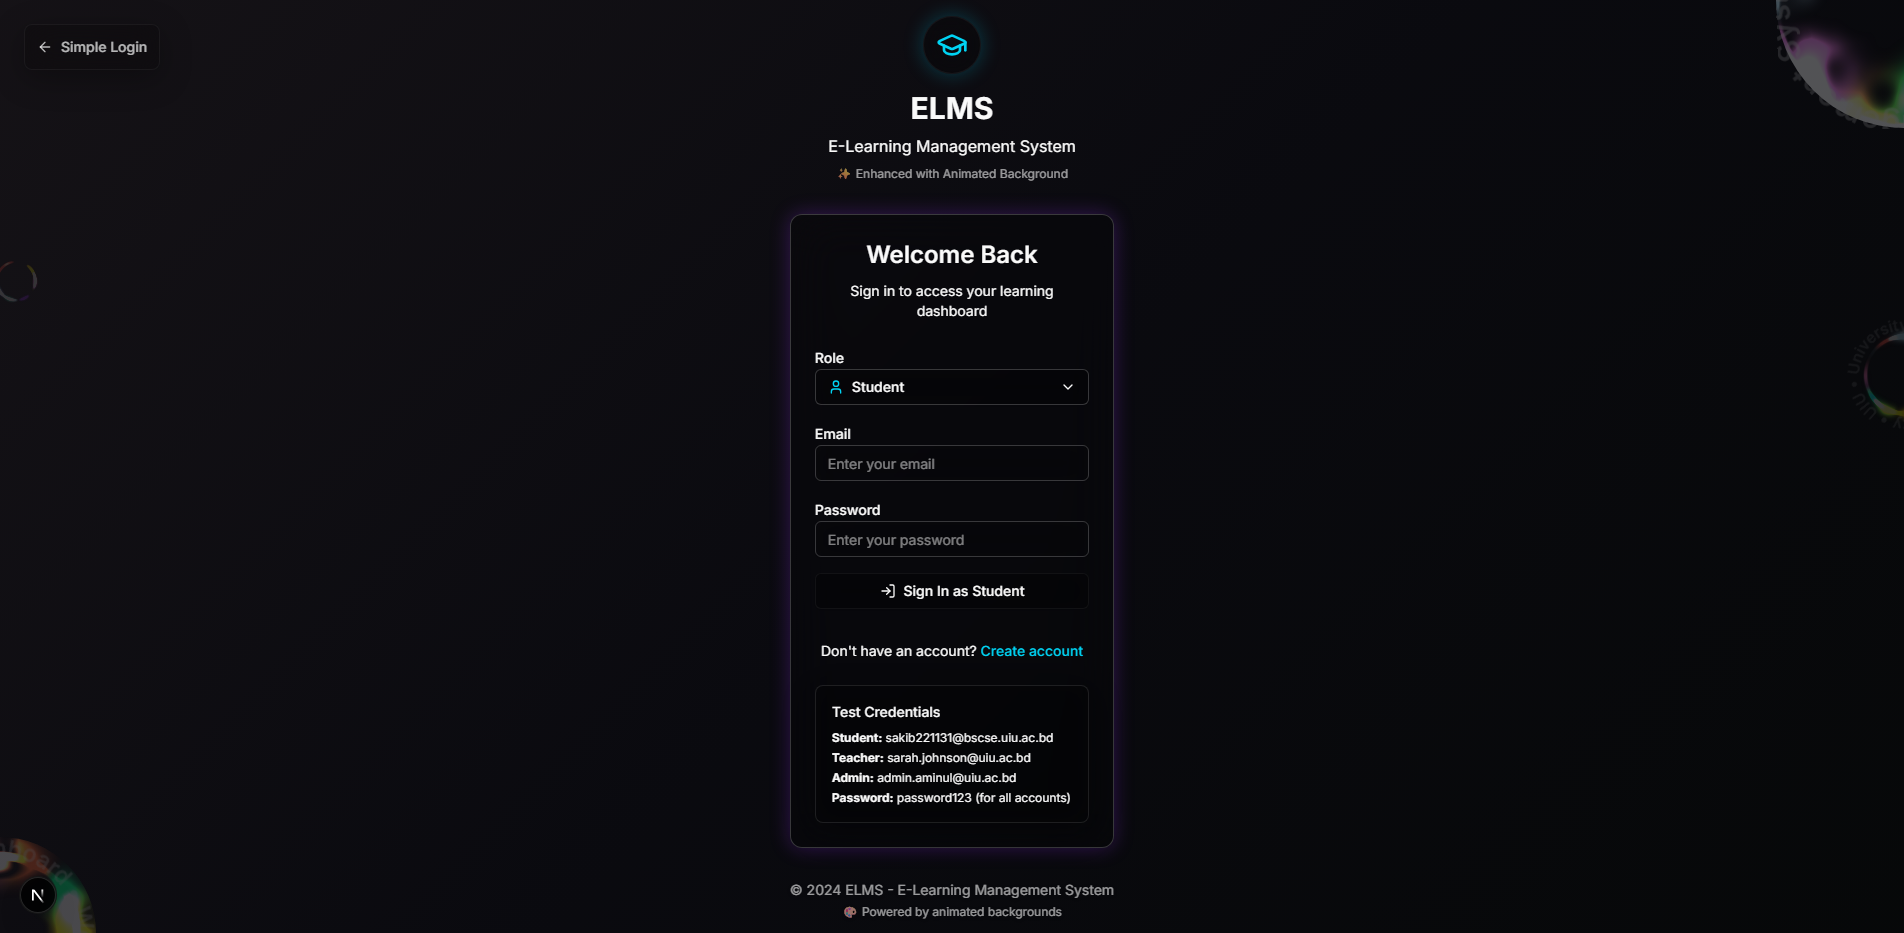 Simple Login
ELMS
E-Learning Management System
✨ Enhanced with Animated Background
Welcome Back
Sign in to access your learning
dashboard
Role
Student
Email
Enter your email
Password
Enter your password
Sign In as Student
Don't have an account? Create account
Test Credentials
Student: sakib221131@bscse.uiu.ac.bd
Teacher: sarah.johnson@uiu.ac.bd
Admin: admin.aminul@uiu.ac.bd
Password: password123 (for all accounts)
University • UIU •
N
© 2024 ELMS - E-Learning Management System
🎨 Powered by animated backgrounds